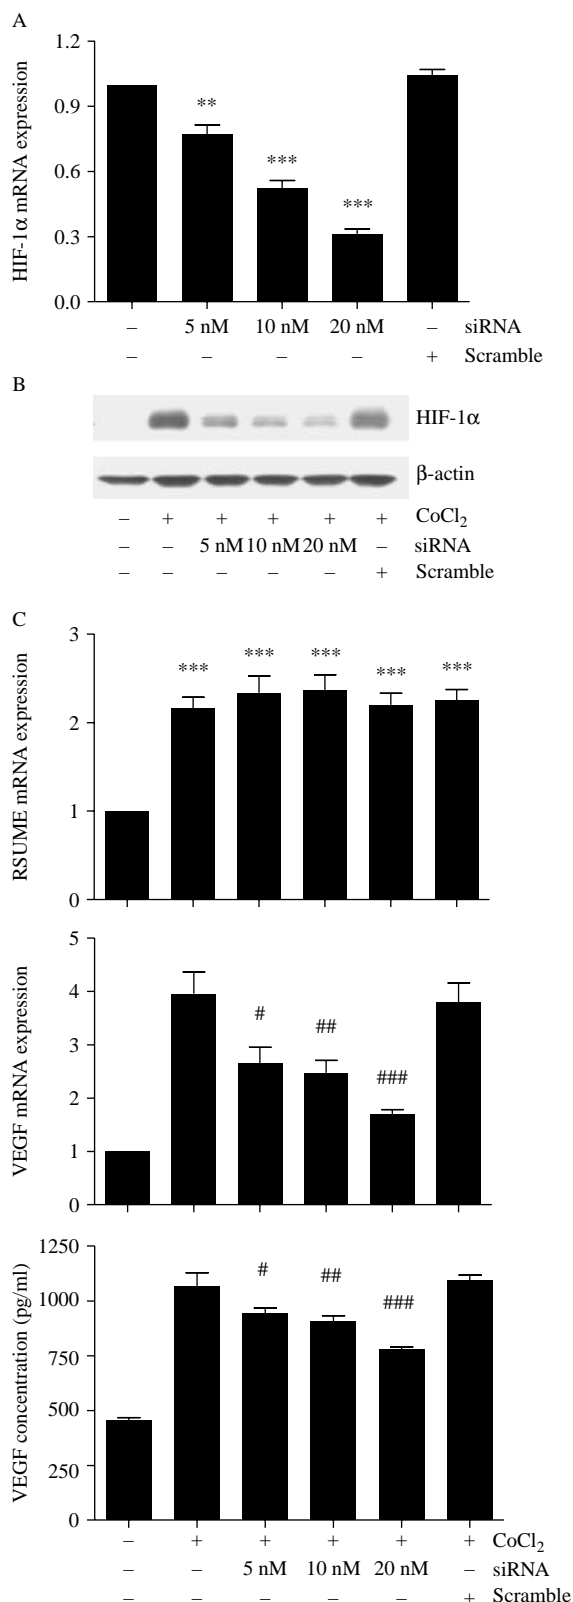 A
HIF-1α mRNA expression
1.2
0.9
0.6
0.3
0.0
** *** *** 
– 5 nM 10 nM 20 nM – siRNA
– – – – + Scramble
B
HIF-1α
β-actin
– + + + + + CoCl2
– – 5 nM 10 nM 20 nM – siRNA
– – – – – + Scramble
C
RSUME mRNA expression
3
2
1
0
*** *** *** *** ***
VEGF mRNA expression
5
4
3
2
1
0
# ## ###
VEGF concentration (pg/ml)
1250
1000
750
500
250
0
# ## ###
– + + + + + CoCl2
– – 5 nM 10 nM 20 nM – siRNA
– – – – – + Scramble